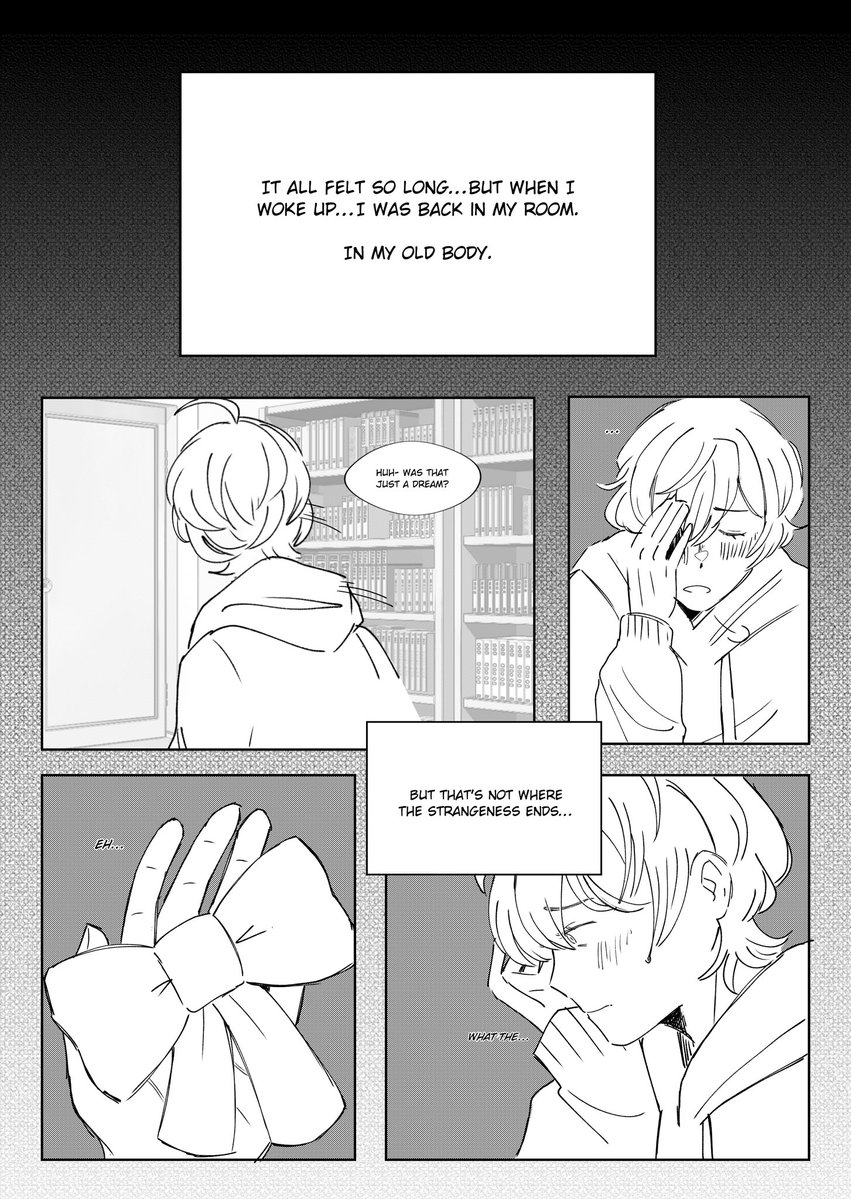 IT ALL FELT SO LONG...BUT WHEN I
WOKE UP...I WAS BACK IN MY ROOM.
IN MY OLD BODY.
HUH- WAS THAT
JUST A DREAM?
...
BUT THAT'S NOT WHERE
THE STRANGENESS ENDS...
EH...
WHAT THE...